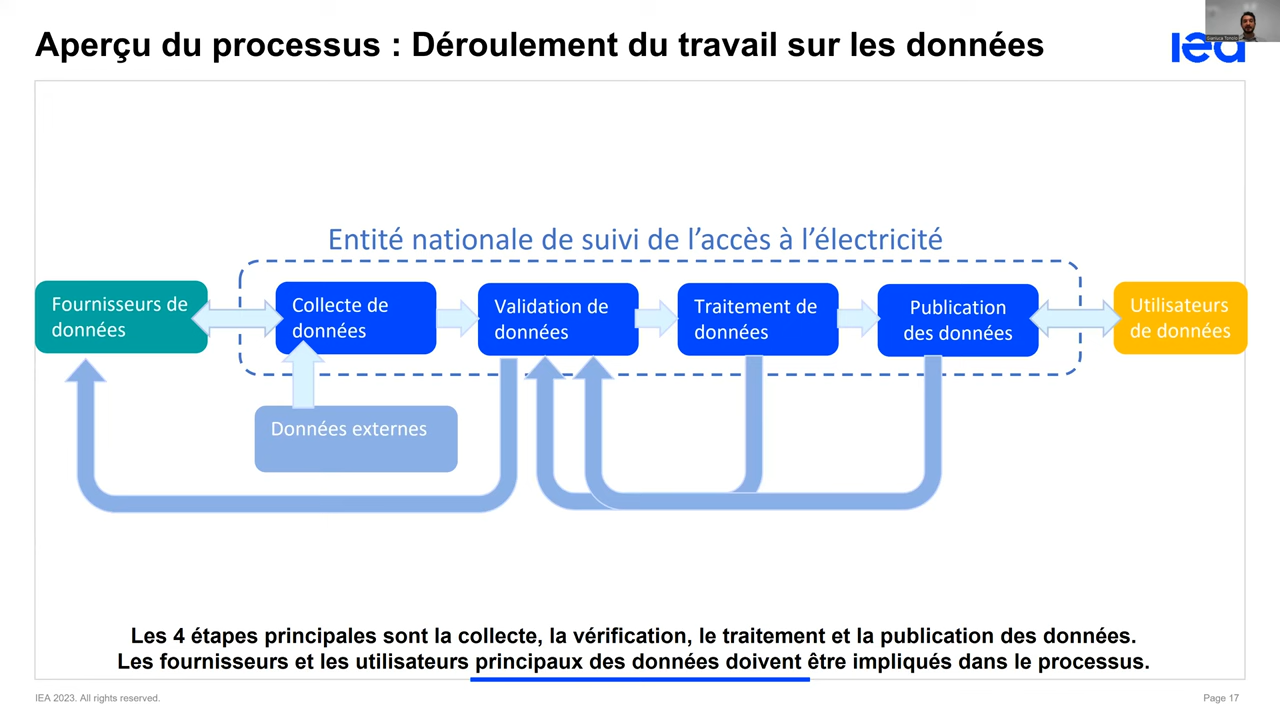 Aperçu du processus : Déroulement du travail sur les données
iea
Entité nationale de suivi de l'accès à l'électricité
Fournisseurs de
données
Collecte de
données
Validation de
données
Traitement de
données
Publication
des données
Utilisateurs
de données
Données externes
Les 4 étapes principales sont la collecte, la vérification, le traitement et la publication des données.
Les fournisseurs et les utilisateurs principaux des données doivent être impliqués dans le processus.
IEA 2023. All rights reserved.
Page 17